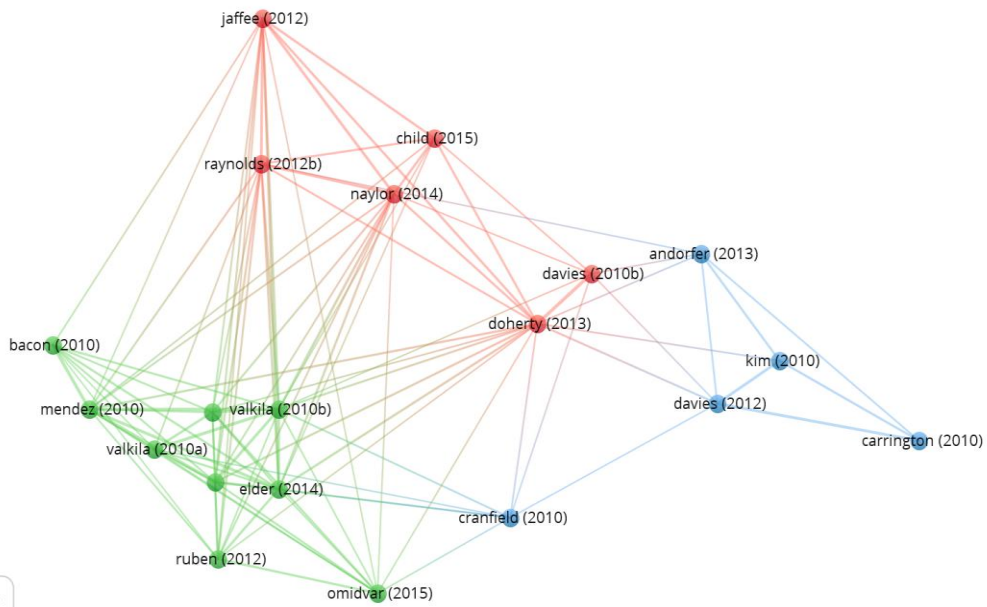 jaffee (2012)
child (2015)
raynolds (2012b)
naylor (2014)
andorfer (2013)
davies (2010b)
doherty (2013)
bacon (2010)
kim (2010)
davies (2012)
mendez (2010)
valkila (2010b)
carrington (2010)
valkila (2010a)
elder (2014)
cranfield (2010)
ruben (2012)
omidvar (2015)